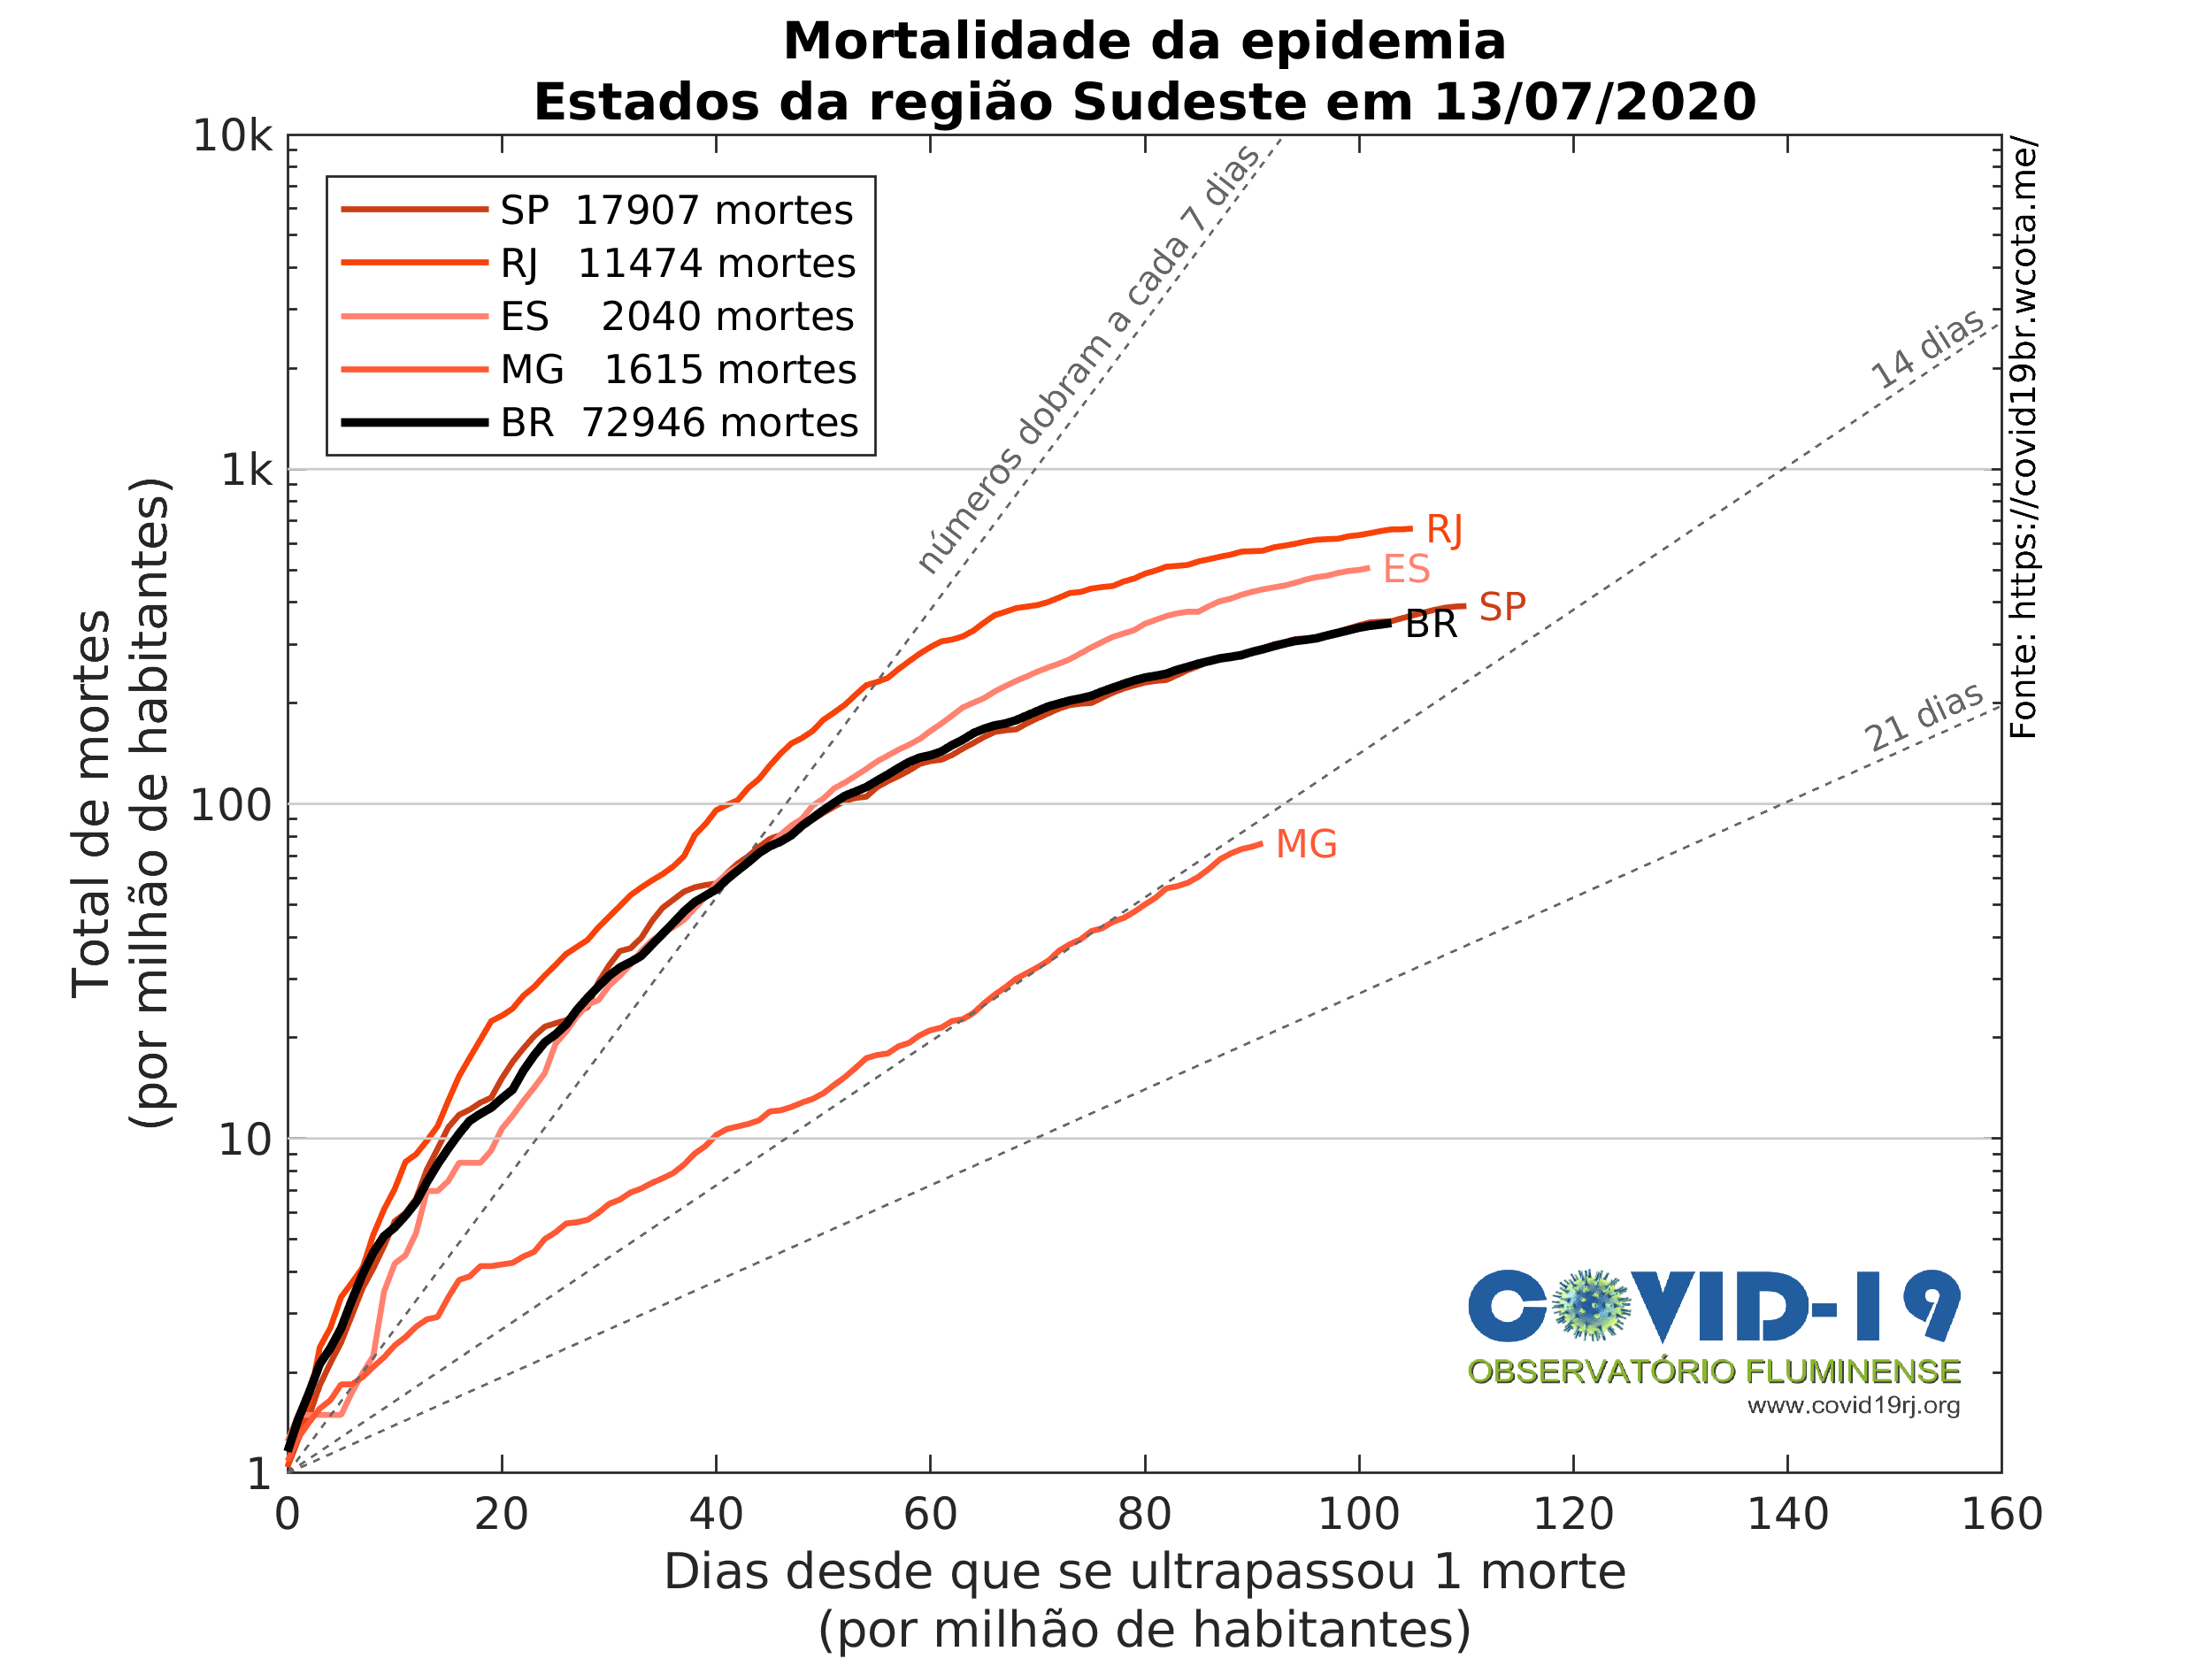 Mortalidade da epidemia
Estados da região Sudeste em 13/07/2020
10k
1k
100
10
1
Total de mortes
(por milhão de habitantes)
SP 17907 mortes
RJ 11474 mortes
ES 2040 mortes
MG 1615 mortes
BR 72946 mortes
números dobram a cada 7 dias
14 dias
21 dias
RJ
ES
SP
BR
MG
Fonte: https://covid19br.wcota.me/
COVID-19
OBSERVATÓRIO FLUMINENSE
www.covid19rj.org
0 20 40 60 80 100 120 140 160
Dias desde que se ultrapassou 1 morte
(por milhão de habitantes)